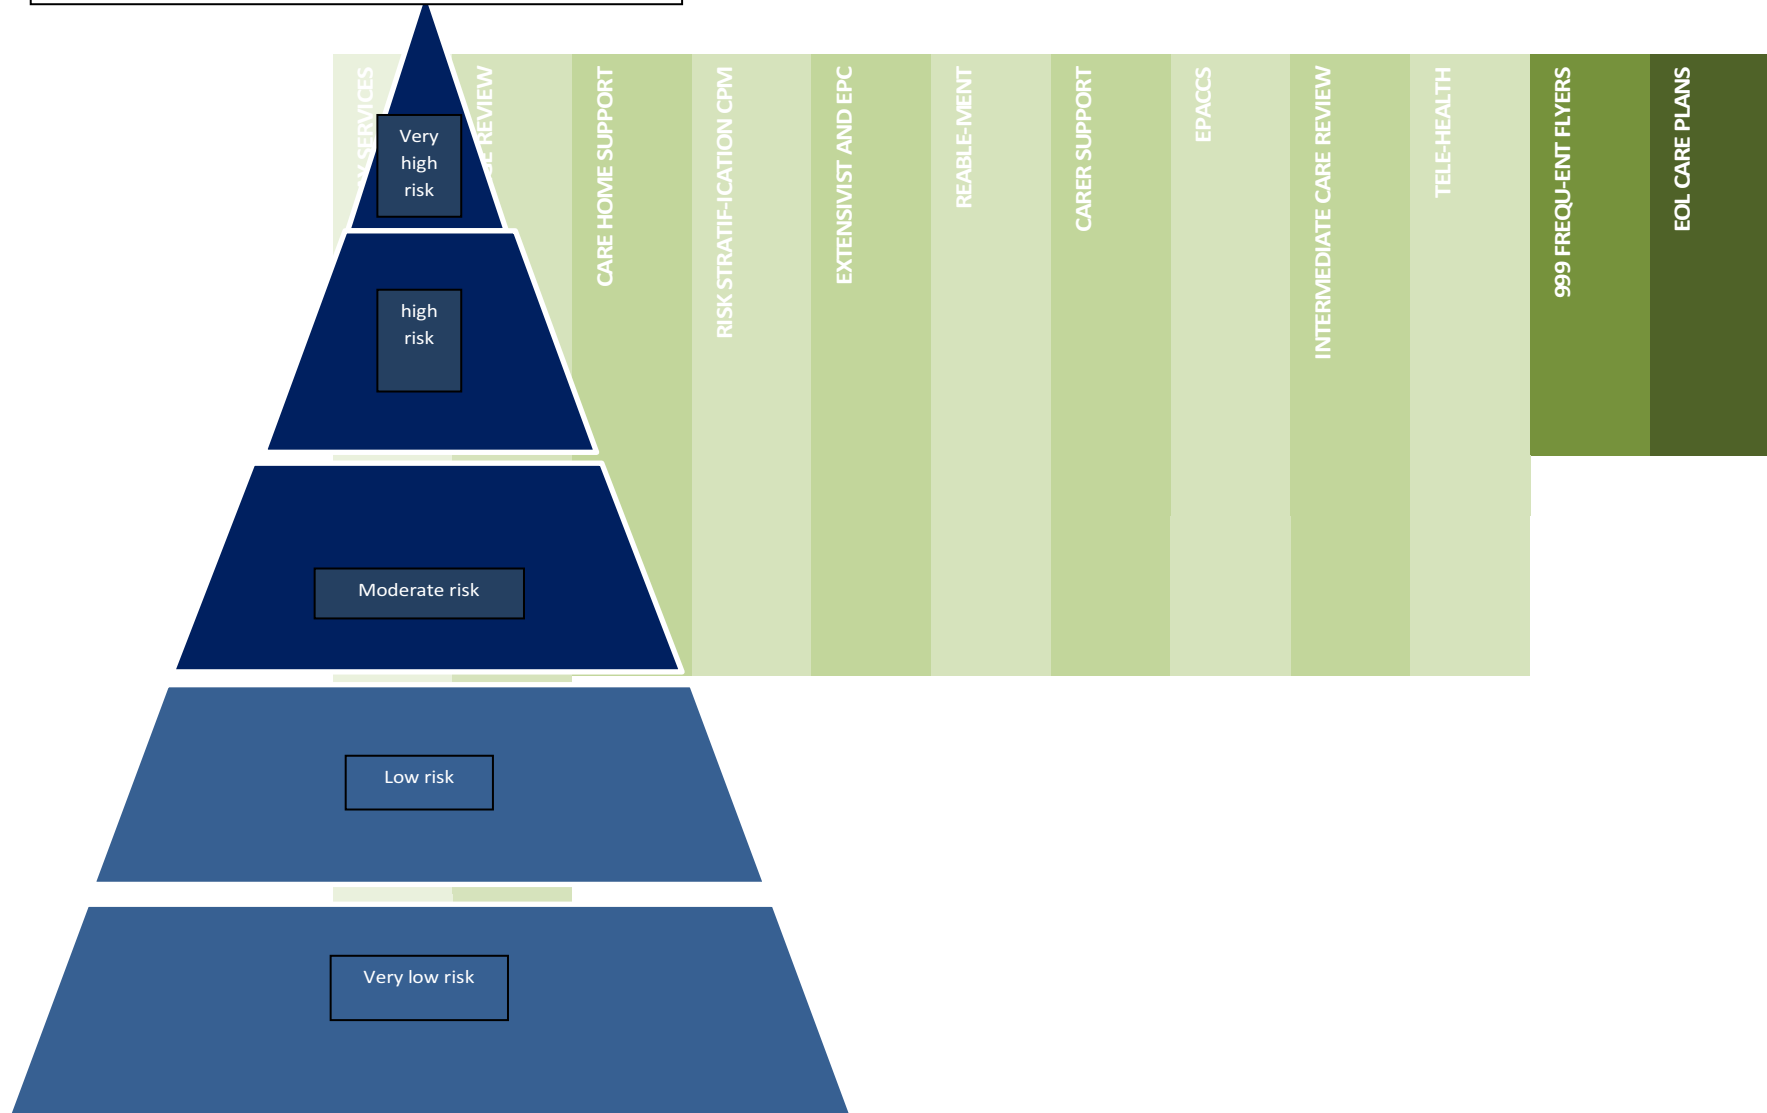 SERVICES
REVIEW
CARE HOME SUPPORT
RISK STRATIF-ICATION CPM
EXTENSIVIST AND EPC
REABLE-MENT
CARER SUPPORT
EPACCS
INTERMEDIATE CARE REVIEW
TELE-HEALTH
999 FREQU-ENT FLYERS
EOL CARE PLANS
Very
high
risk
high
risk
Moderate risk
Low risk
Very low risk